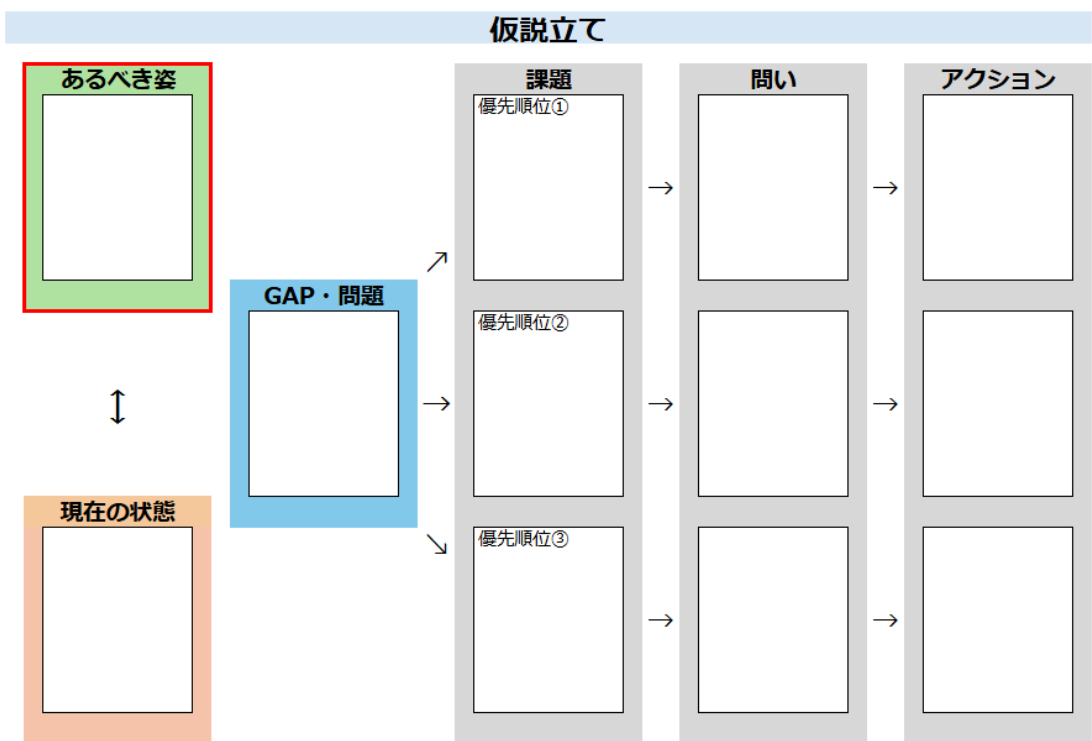 仮説立て
あるべき姿
課題
問い
アクション
優先順位①
→
→
↗
GAP・問題
優先順位②
↕
→
→
→
現在の状態
優先順位③
↘
→
→